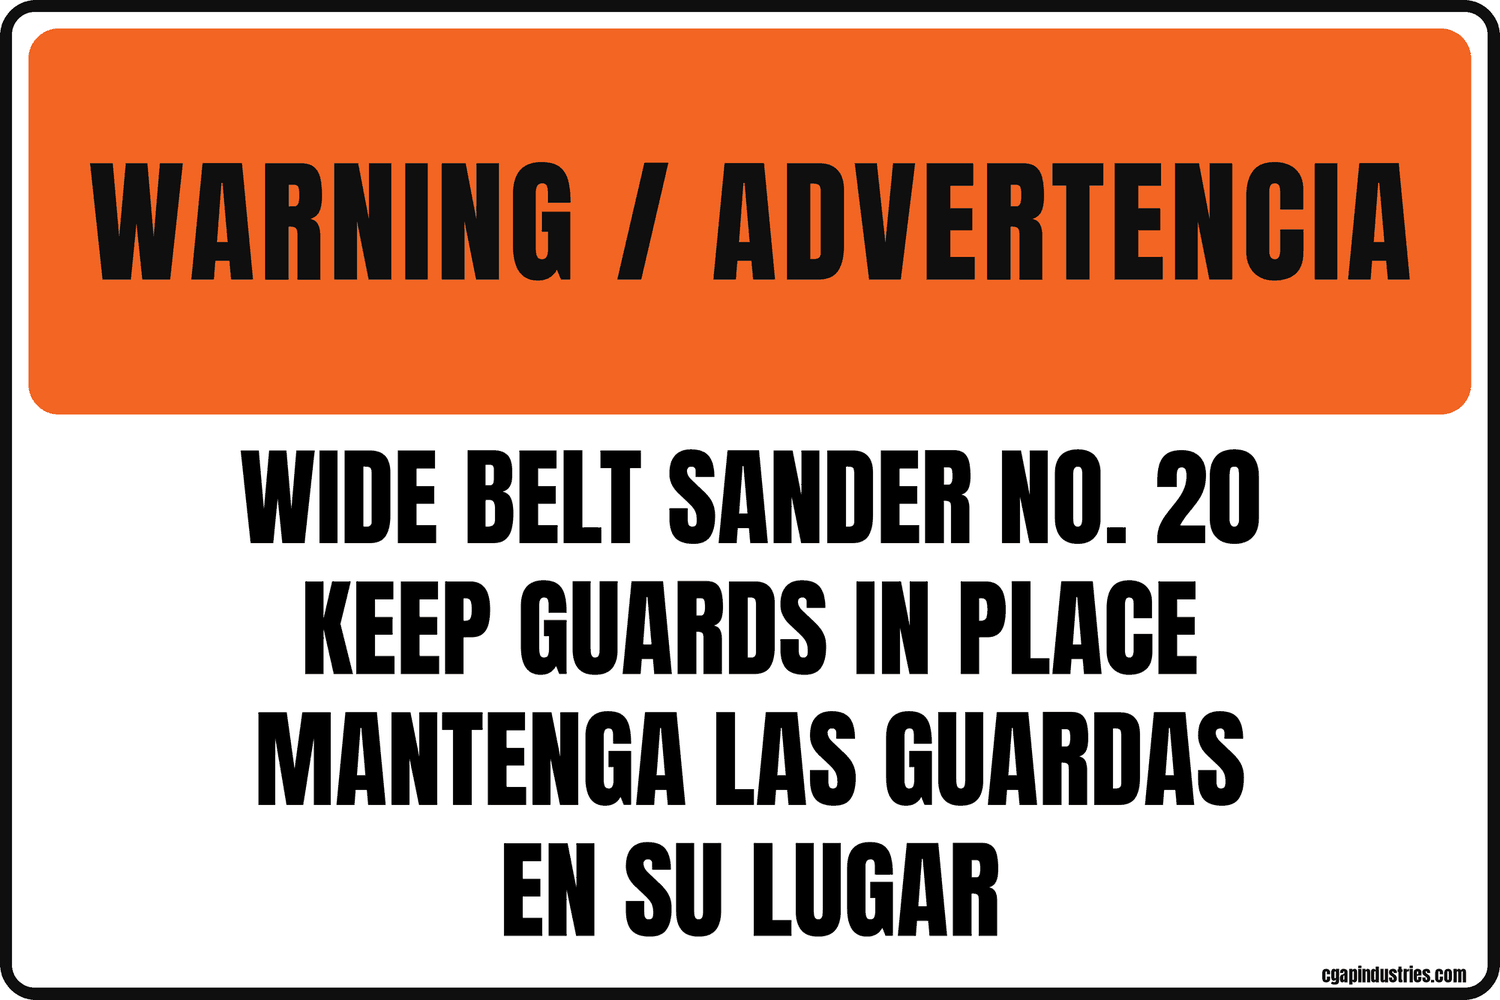 WARNING / ADVERTENCIA
WIDE BELT SANDER NO. 20
KEEP GUARDS IN PLACE
MANTENGA LAS GUARDAS
EN SU LUGAR
cgapindustries.com